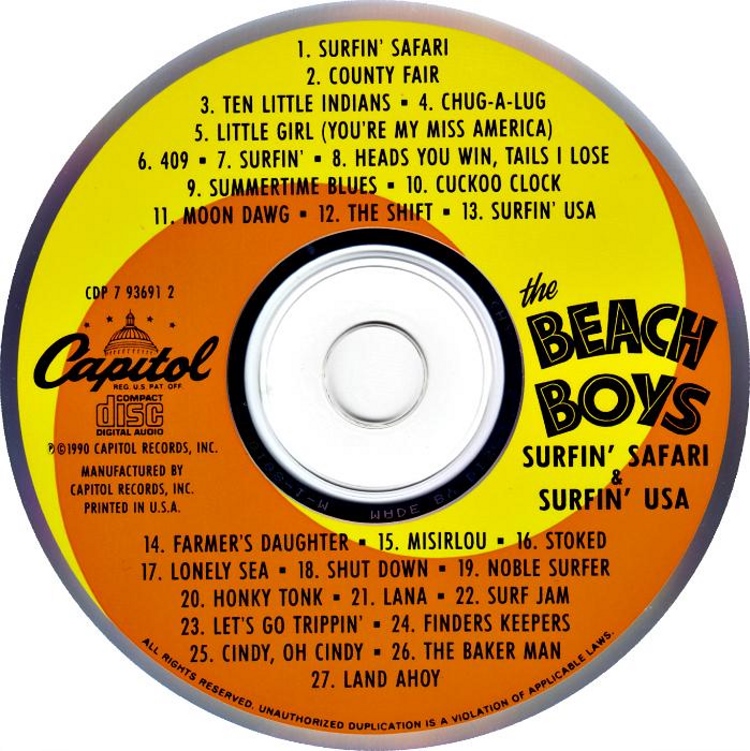 1. SURFIN' SAFARI
2. COUNTY FAIR
3. TEN LITTLE INDIANS ▪ 4. CHUG-A-LUG
5. LITTLE GIRL (YOU'RE MY MISS AMERICA)
6. 409 ▪ 7. SURFIN' ▪ 8. HEADS YOU WIN, TAILS I LOSE
9. SUMMERTIME BLUES ▪ 10. CUCKOO CLOCK
11. MOON DAWG ▪ 12. THE SHIFT ▪ 13. SURFIN' USA
CDP 7 93691 2
Capitol
REG. U.S. PAT. OFF.
COMPACT
disc
DIGITAL AUDIO
℗©1990 CAPITOL RECORDS, INC.
MANUFACTURED BY
CAPITOL RECORDS, INC.
PRINTED IN U.S.A.
the
BEACH
BOYS
SURFIN' SAFARI
&
SURFIN' USA
MADE
14. FARMER'S DAUGHTER ▪ 15. MISIRLOU ▪ 16. STOKED
17. LONELY SEA ▪ 18. SHUT DOWN ▪ 19. NOBLE SURFER
20. HONKY TONK ▪ 21. LANA ▪ 22. SURF JAM
23. LET'S GO TRIPPIN' ▪ 24. FINDERS KEEPERS
25. CINDY, OH CINDY ▪ 26. THE BAKER MAN
27. LAND AHOY
ALL RIGHTS RESERVED. UNAUTHORIZED DUPLICATION IS A VIOLATION OF APPLICABLE LAWS.